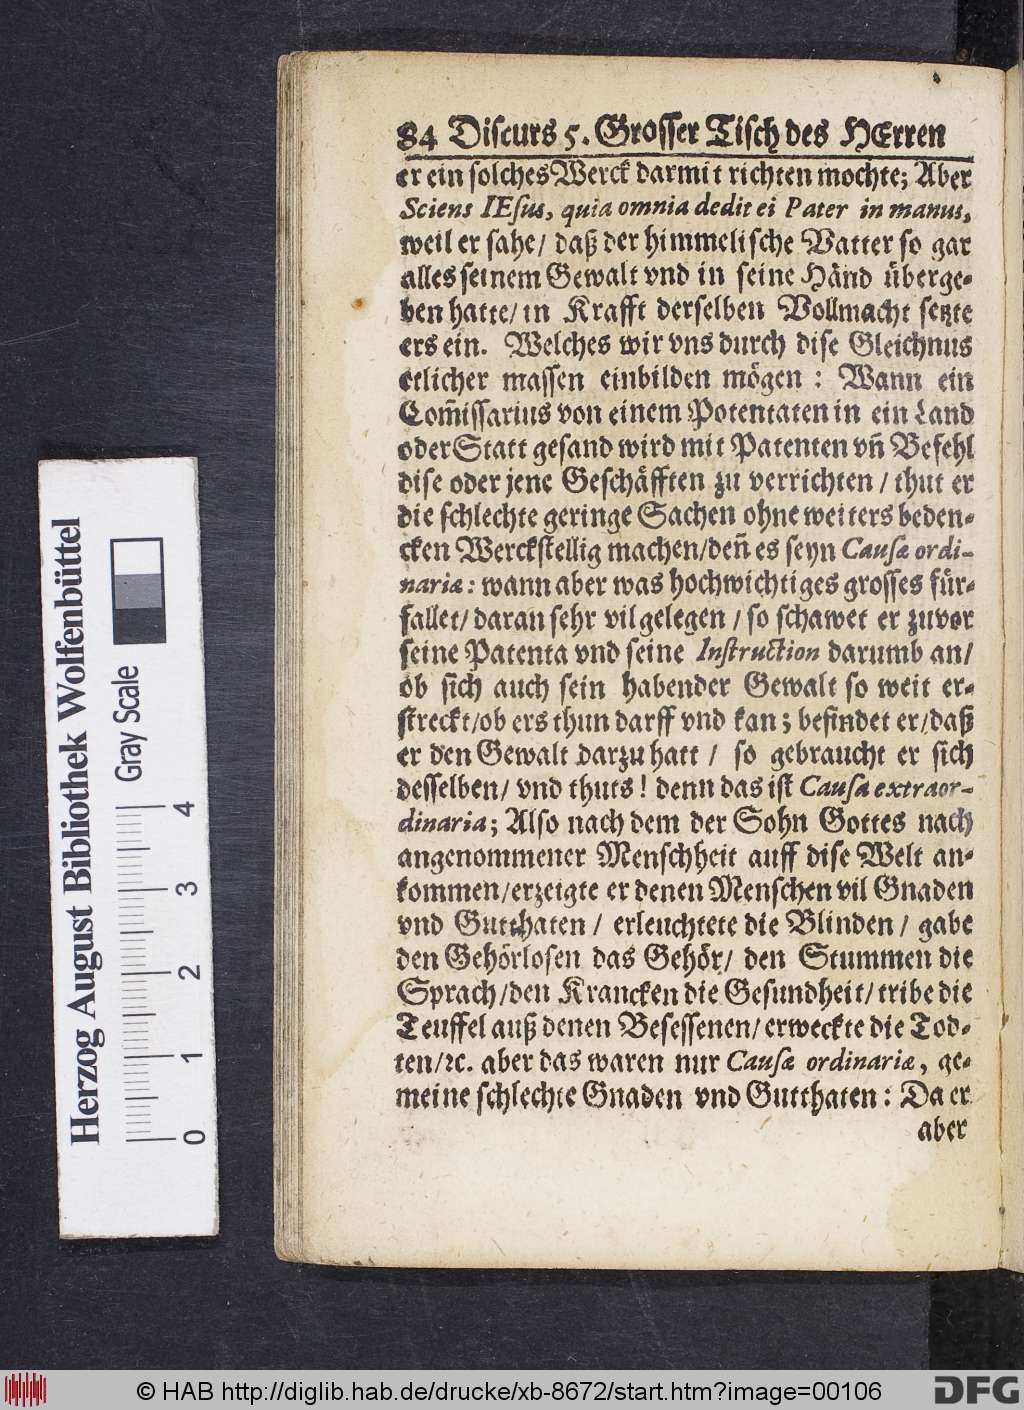 84 Discurs 5. Grosser Tisch des HErren
er ein solches Werck darmit richten mochte; Aber
Sciens IEsus, quia omnia dedit ei Pater in manus,
weil er sahe / daß der himmelische Vatter so gar
alles seinem Gewalt vnd in seine Händ überge-
ben hatte / in Krafft derselben Vollmacht setzte
ers ein. Welches wir vns durch dise Gleichnus
etlicher massen einbilden mögen : Wann ein
Com̄issarius von einem Potentaten in ein Land
oder Statt gesand wird mit Patenten vn̄ Befehl
dise oder jene Geschäfften zu verrichten / thut er
die schlechte geringe Sachen ohne weiters beden-
cken Werckstellig machen / den̄ es seyn Causæ ordi-
nariæ : wann aber was hochwichtiges grosses für-
fallet / daran sehr vil gelegen / so schawet er zuvor
seine Patenta vnd seine Instruction darumb an /
ob sich auch sein habender Gewalt so weit er-
streckt / ob ers thun darff vnd kan ; befindet er / daß
er den Gewalt darzu hatt / so gebraucht er sich
desselben / vnd thuts ! denn das ist Causa extraor-
dinaria ; Also nach dem der Sohn Gottes nach
angenommener Menschheit auff dise Welt an-
kommen / erzeigte er denen Menschen vil Gnaden
vnd Gutthaten / erleuchtete die Blinden / gabe
den Gehörlosen das Gehör / den Stummen die
Sprach / den Krancken die Gesundheit / tribe die
Teuffel auß denen Besessenen / erweckte die Tod-
ten / ꝛc. aber das waren nur Causæ ordinariæ, ge-
meine schlechte Gnaden vnd Gutthaten : Da er
aber
Herzog August Bibliothek Wolfenbüttel
Gray Scale
0 1 2 3 4
© HAB http://diglib.hab.de/drucke/xb-8672/start.htm?image=00106
DFG